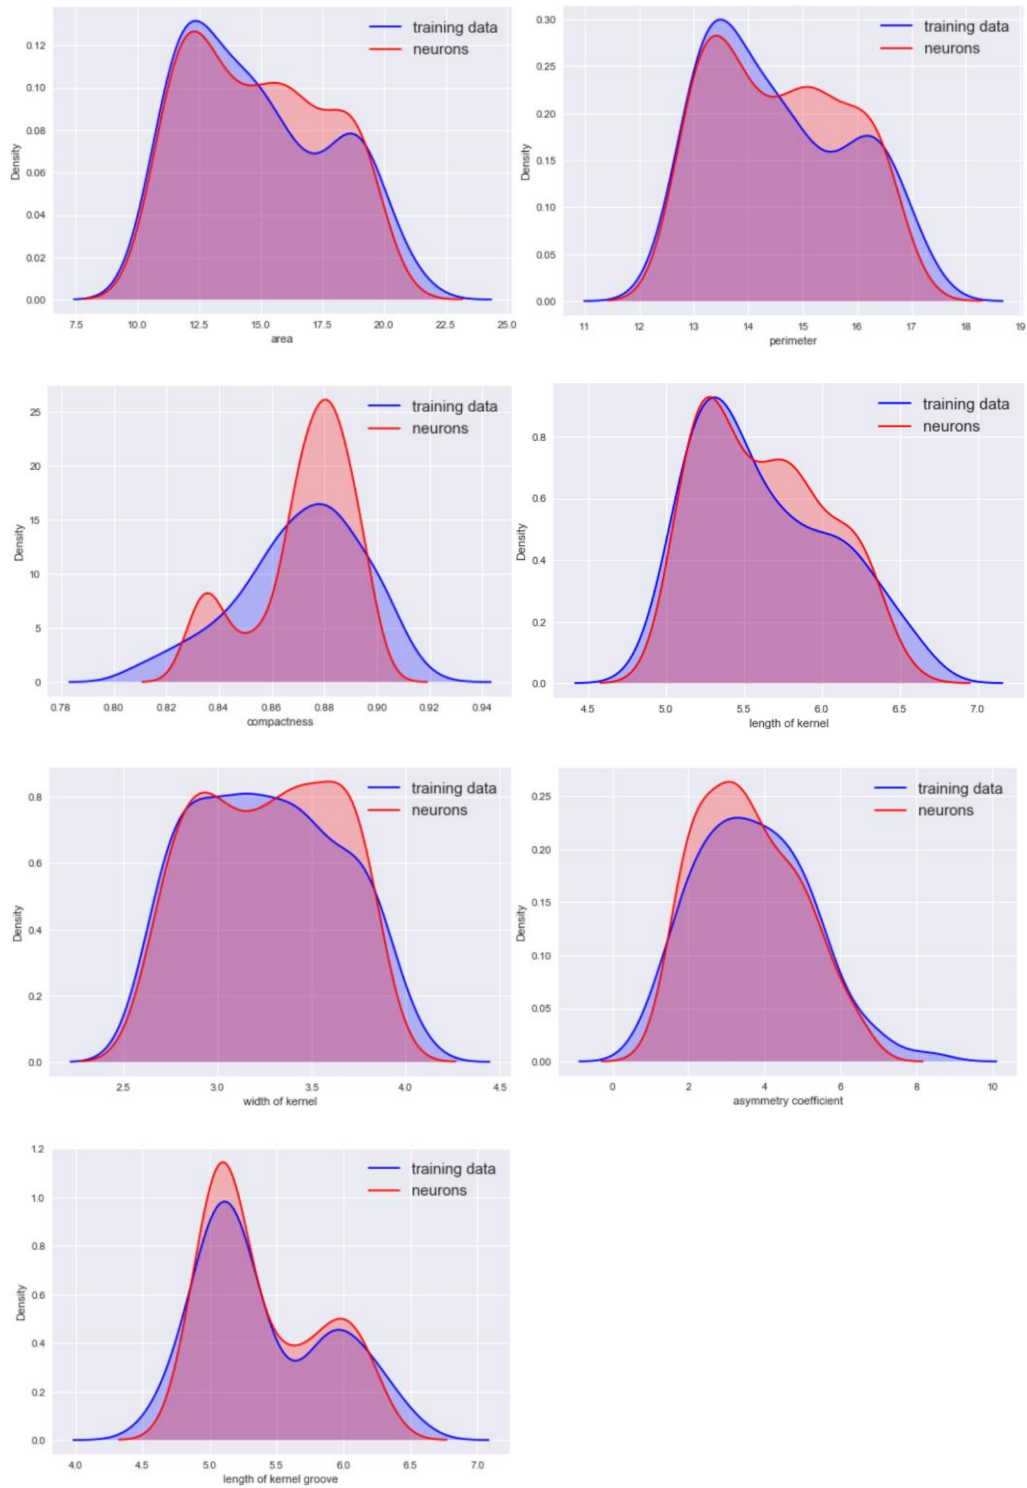 training data
neurons
0.12
0.10
0.08
0.06
0.04
0.02
0.00
Density
7.5 10.0 12.5 15.0 17.5 20.0 22.5 25.0
area
training data
neurons
0.30
0.25
0.20
0.15
0.10
0.05
0.00
Density
11 12 13 14 15 16 17 18 19
perimeter
training data
neurons
25
20
15
10
5
0
Density
0.78 0.80 0.82 0.84 0.86 0.88 0.90 0.92 0.94
compactness
training data
neurons
0.8
0.6
0.4
0.2
0.0
Density
4.5 5.0 5.5 6.0 6.5 7.0
length of kernel
training data
neurons
0.8
0.6
0.4
0.2
0.0
Density
2.5 3.0 3.5 4.0 4.5
width of kernel
training data
neurons
0.25
0.20
0.15
0.10
0.05
0.00
Density
0 2 4 6 8 10
asymmetry coefficient
training data
neurons
1.2
1.0
0.8
0.6
0.4
0.2
0.0
Density
4.0 4.5 5.0 5.5 6.0 6.5 7.0
length of kernel groove